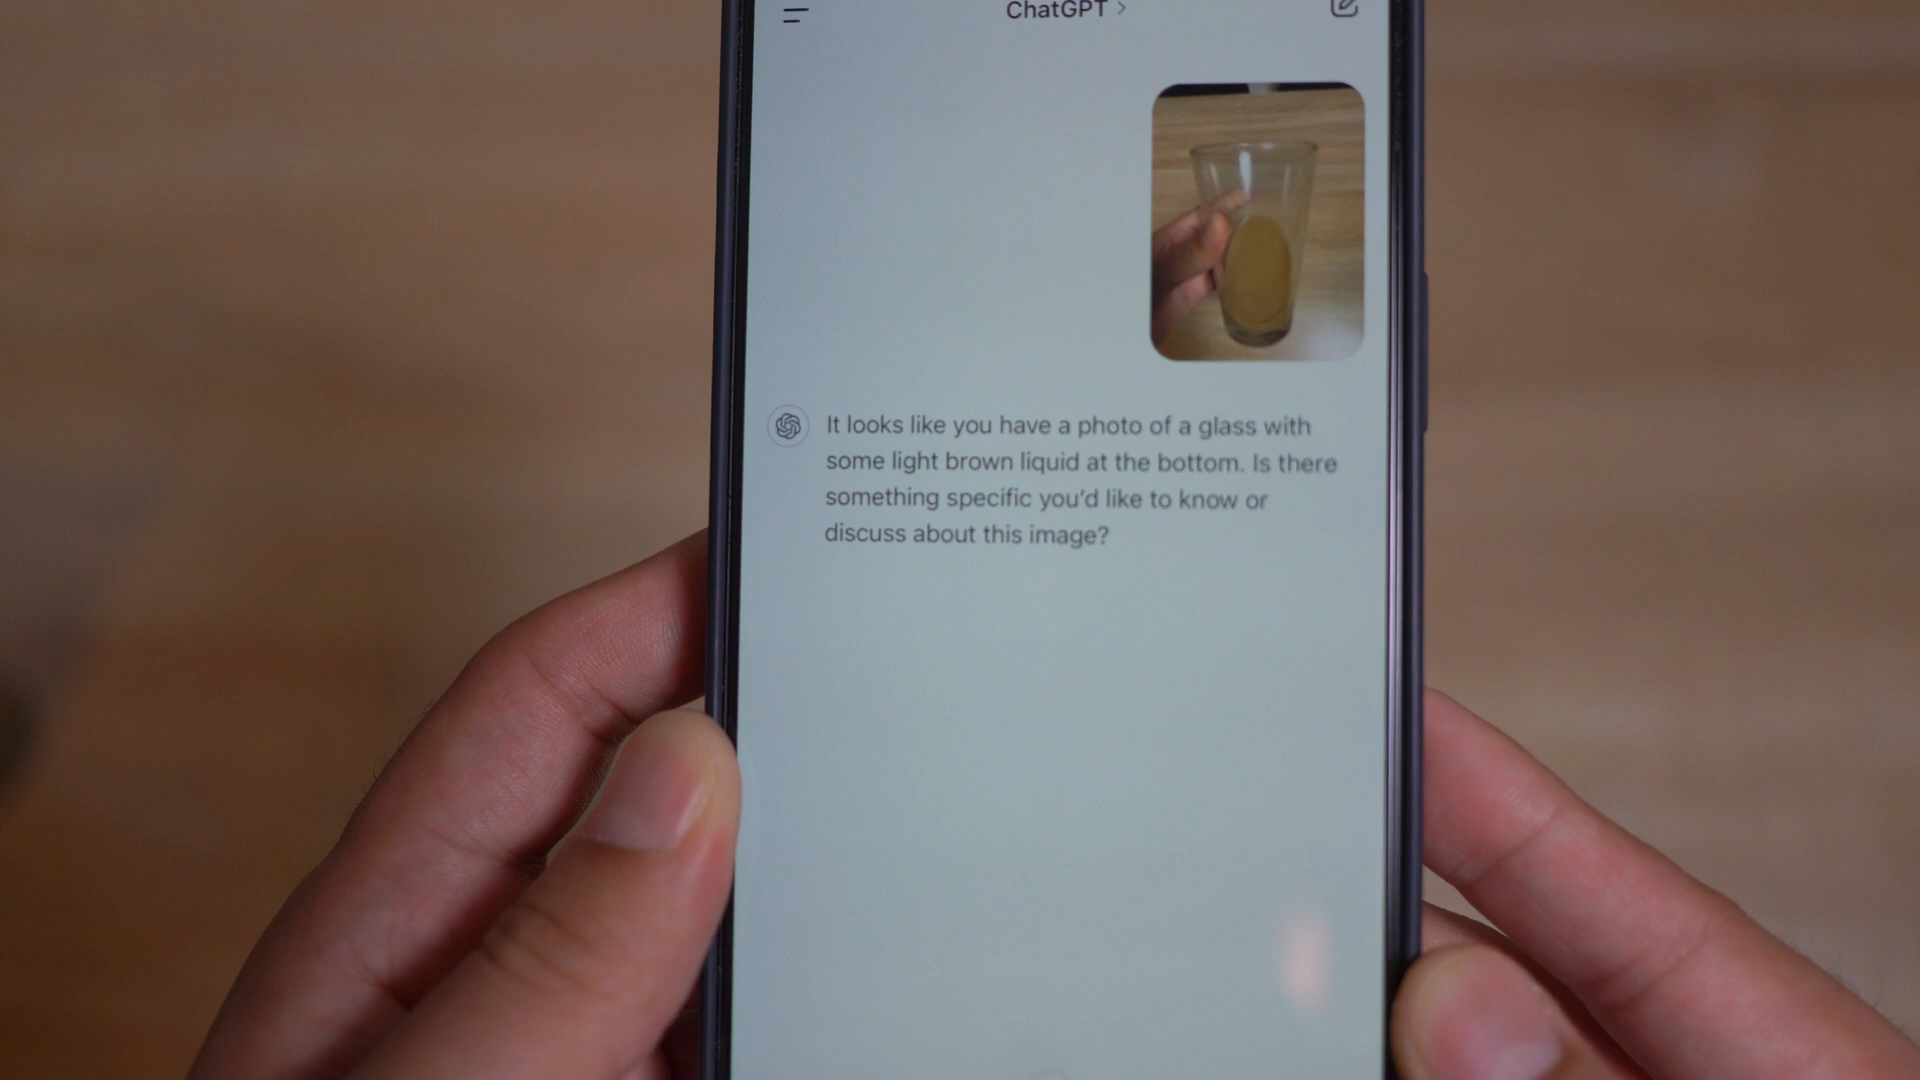 ChatGPT >
It looks like you have a photo of a glass with
some light brown liquid at the bottom. Is there
something specific you'd like to know or
discuss about this image?